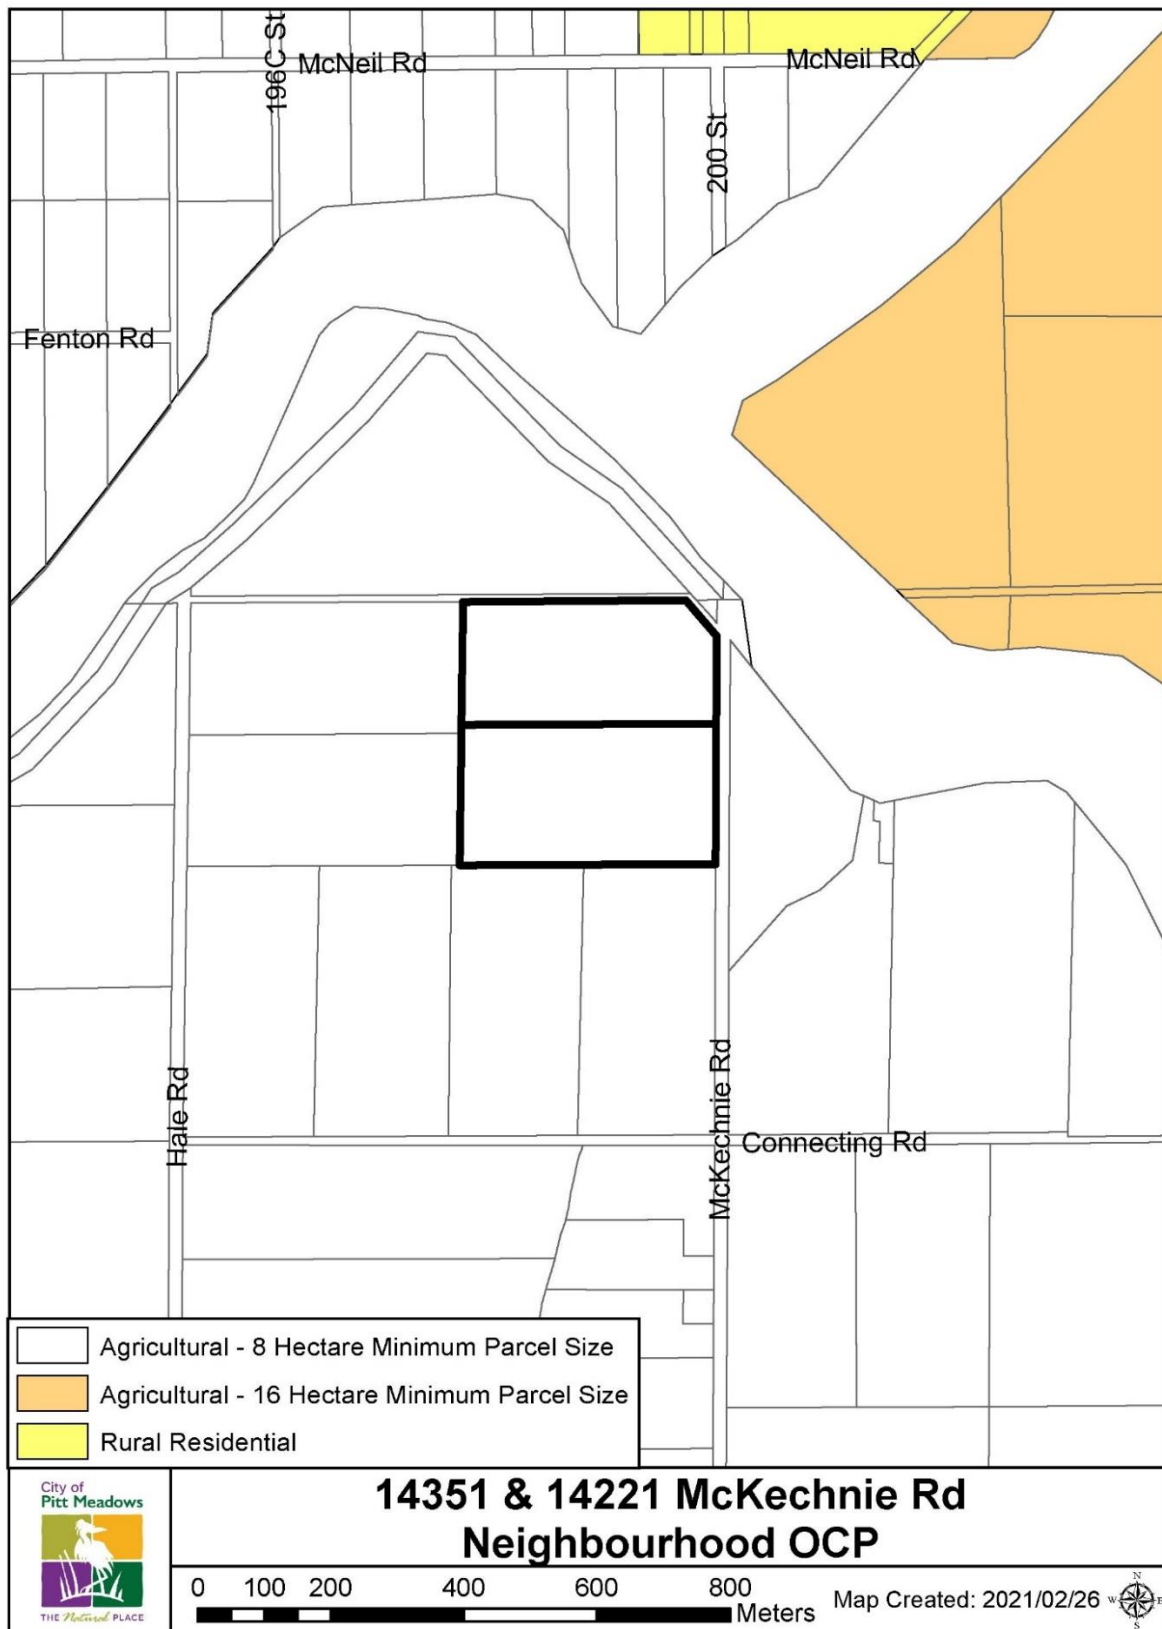 196C St
McNeil Rd
McNeil Rd
200 St
Fenton Rd
Hale Rd
McKechnie Rd
Connecting Rd
Agricultural - 8 Hectare Minimum Parcel Size
Agricultural - 16 Hectare Minimum Parcel Size
Rural Residential
City of
Pitt Meadows
THE Natural PLACE
14351 & 14221 McKechnie Rd
Neighbourhood OCP
0 100 200 400 600 800
Meters
Map Created: 2021/02/26
N
W E
S